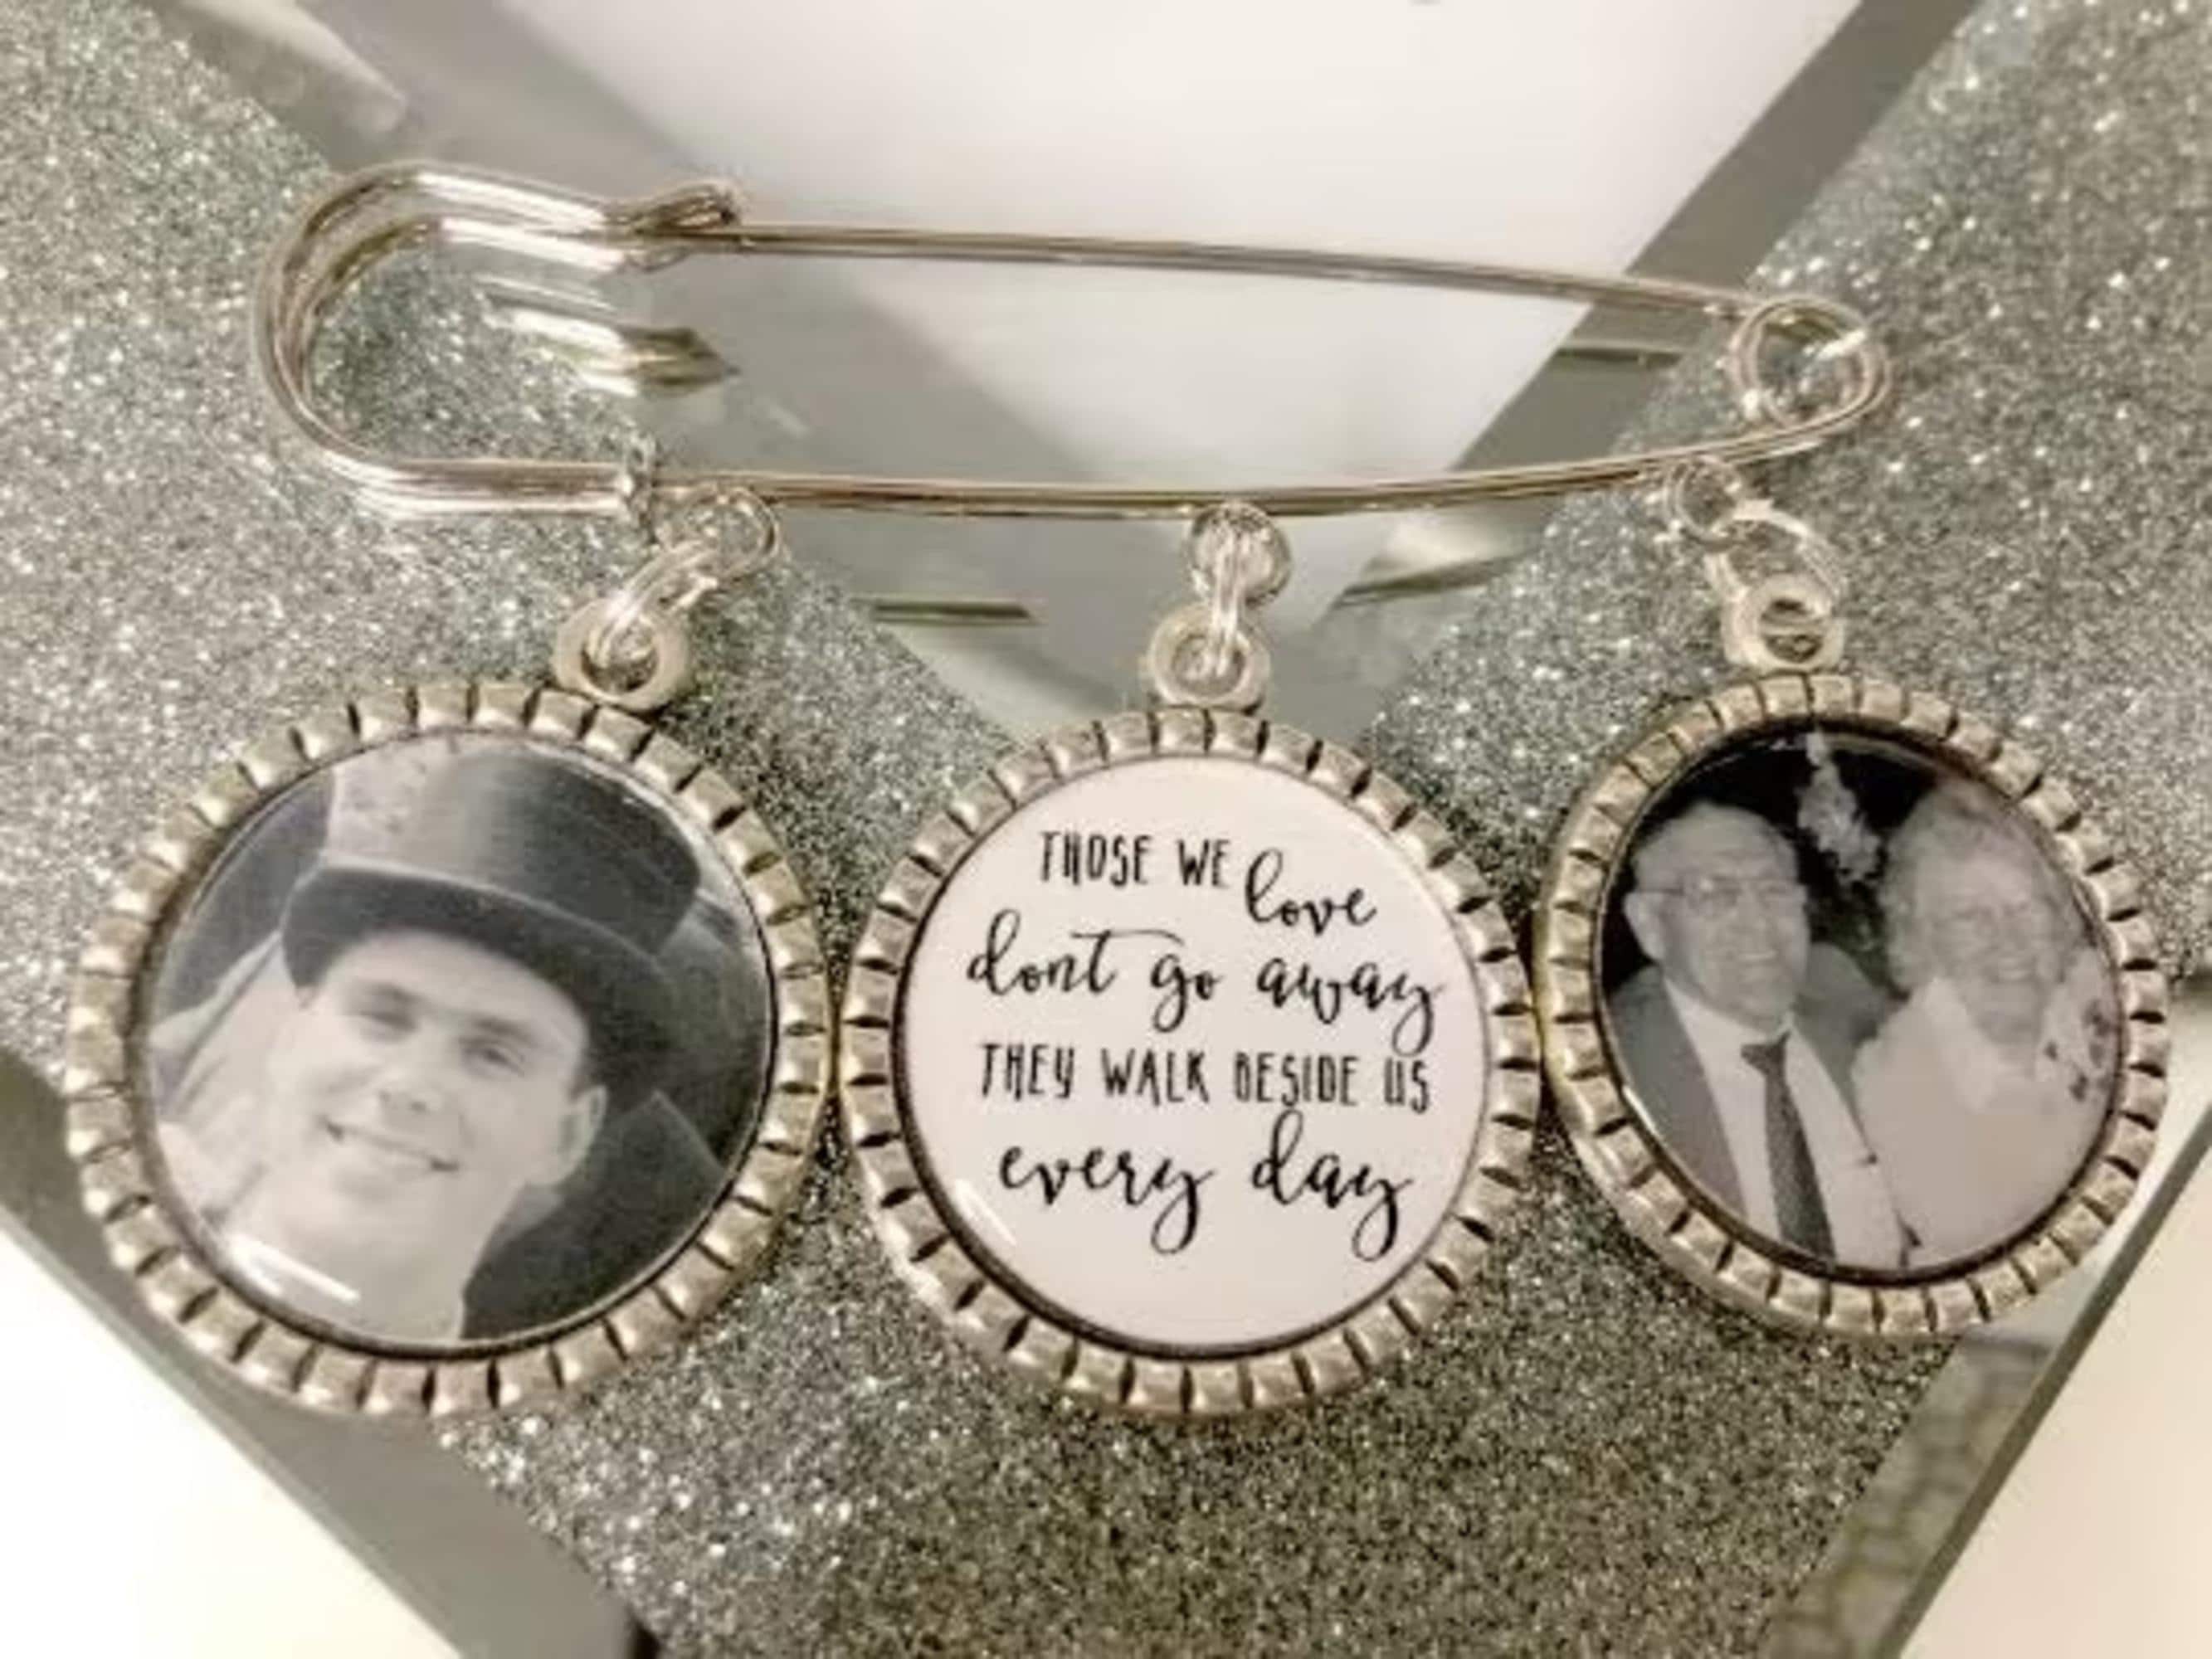 THOSE WE love
dont go away
THEY WALK BESIDE US
every day